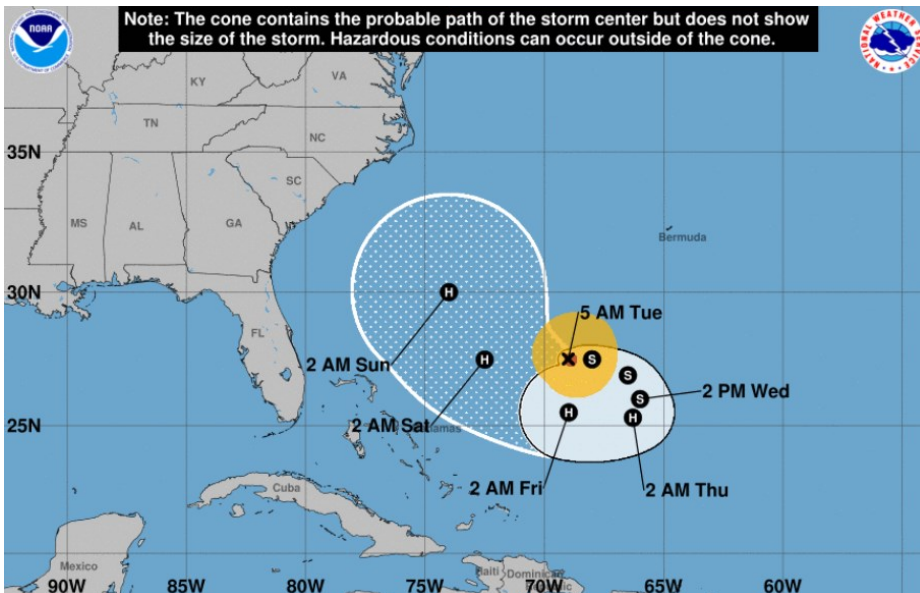 Note: The cone contains the probable path of the storm center but does not show
the size of the storm. Hazardous conditions can occur outside of the cone.
NOAA
KY
VA
TN
NC
35N
SC
MS
AL
GA
Bermuda
30N
H
5 AM Tue
FL
2 AM Sun
H
S
S
2 PM Wed
S
25N
2 AM Sat
H
H
2 AM Fri
2 AM Thu
Cuba
Mexico
Haiti
90W
85W
80W
75W
70W
65W
60W